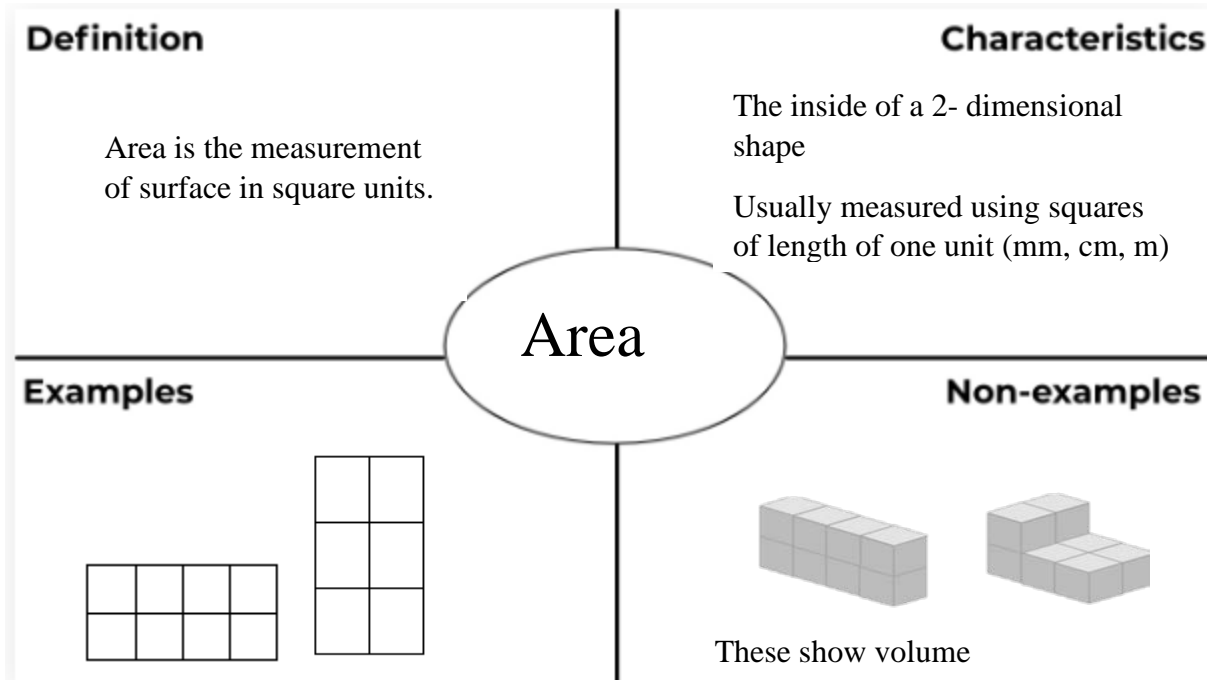 Definition
Area is the measurement
of surface in square units.
Characteristics
The inside of a 2- dimensional
shape
Usually measured using squares
of length of one unit (mm, cm, m)
Area
Examples
Non-examples
These show volume